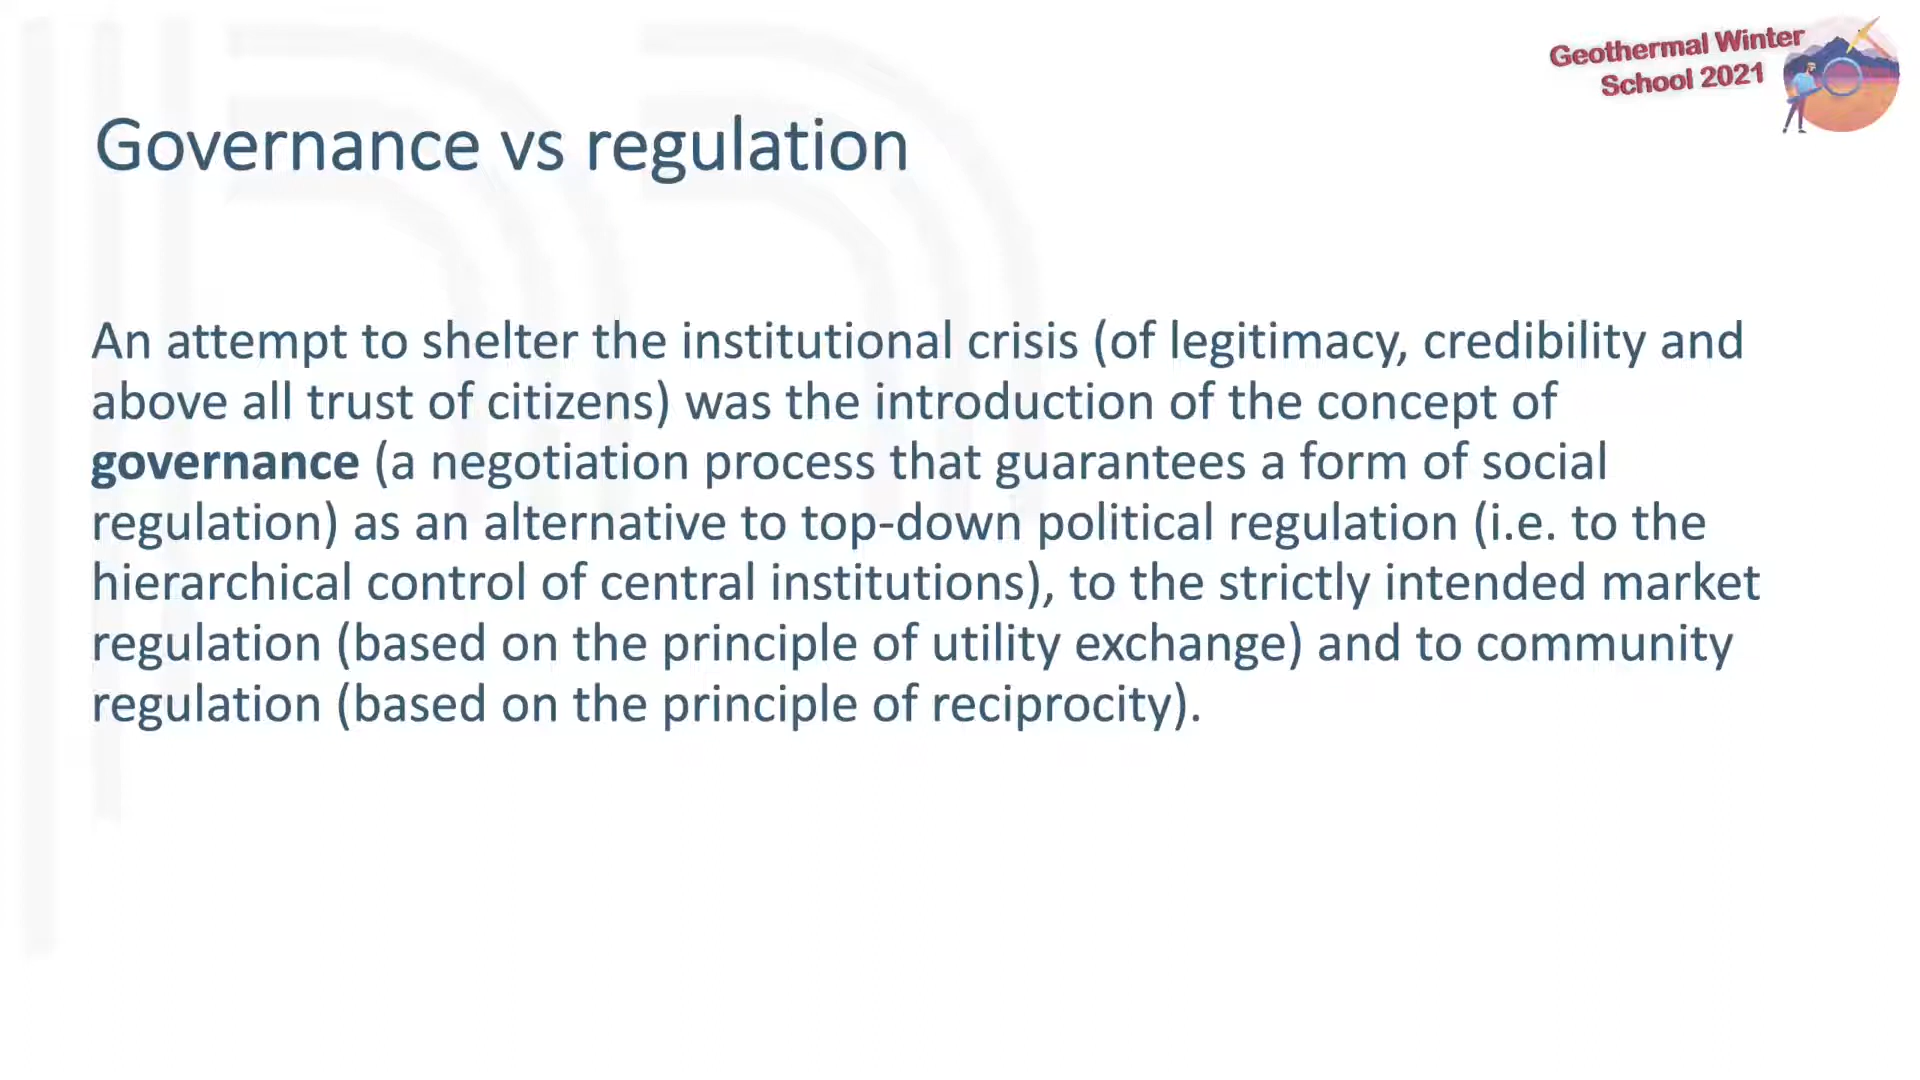 Geothermal Winter
School 2021
Governance vs regulation
An attempt to shelter the institutional crisis (of legitimacy, credibility and
above all trust of citizens) was the introduction of the concept of
governance (a negotiation process that guarantees a form of social
regulation) as an alternative to top-down political regulation (i.e. to the
hierarchical control of central institutions), to the strictly intended market
regulation (based on the principle of utility exchange) and to community
regulation (based on the principle of reciprocity).